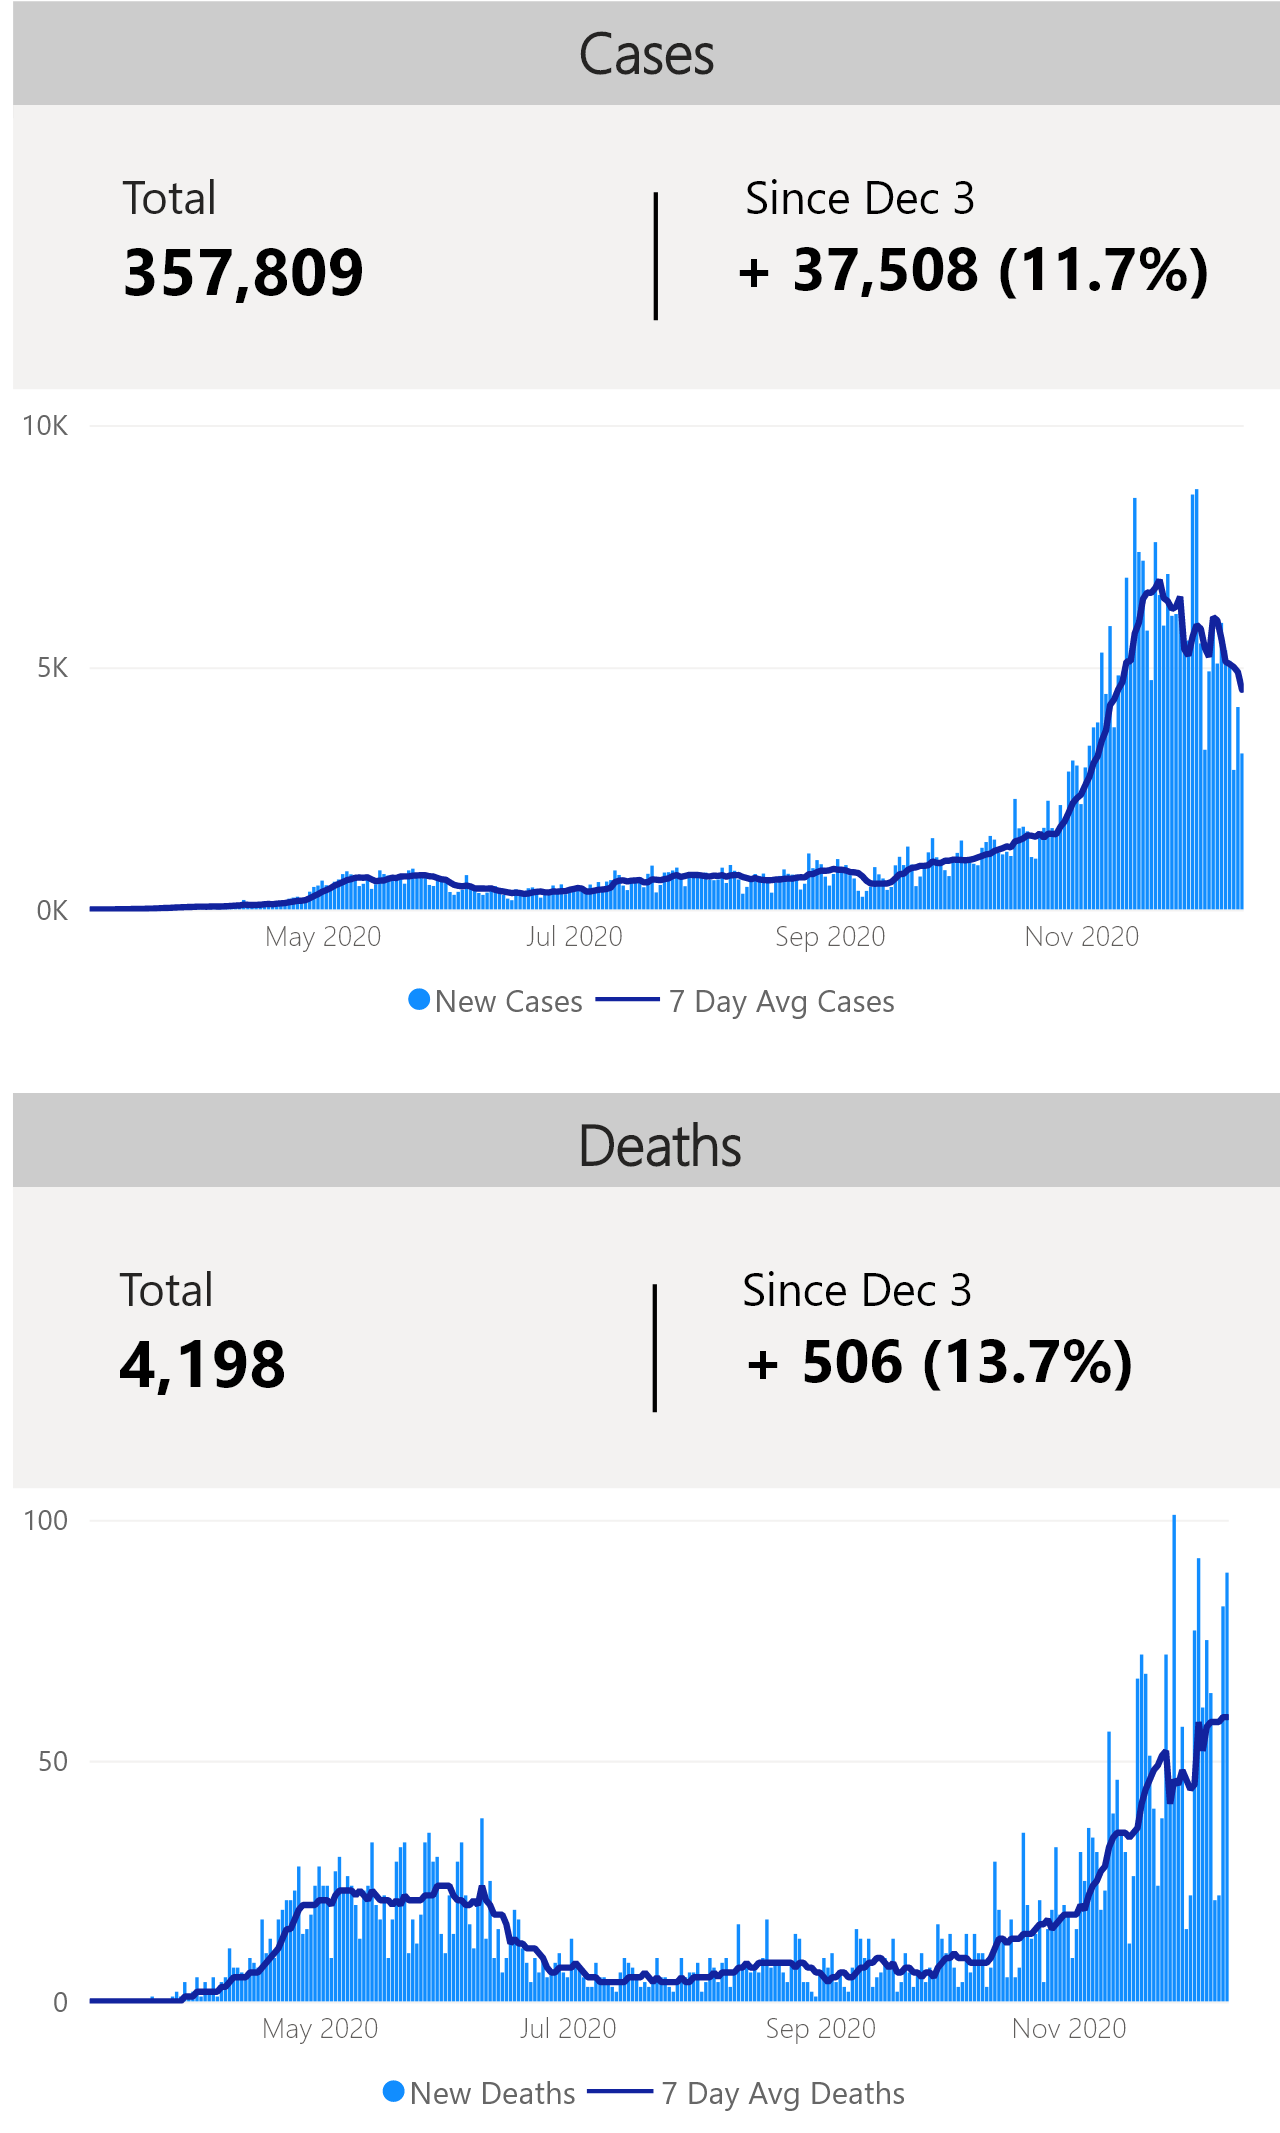 Cases
Total
Since Dec 3
357,809
+ 37,508 (11.7%)
10K
5K
0K
May 2020
Jul 2020
Sep 2020
Nov 2020
New Cases
7 Day Avg Cases
Deaths
Total
Since Dec 3
4,198
+ 506 (13.7%)
100
50
0
May 2020
Jul 2020
Sep 2020
Nov 2020
New Deaths
7 Day Avg Deaths